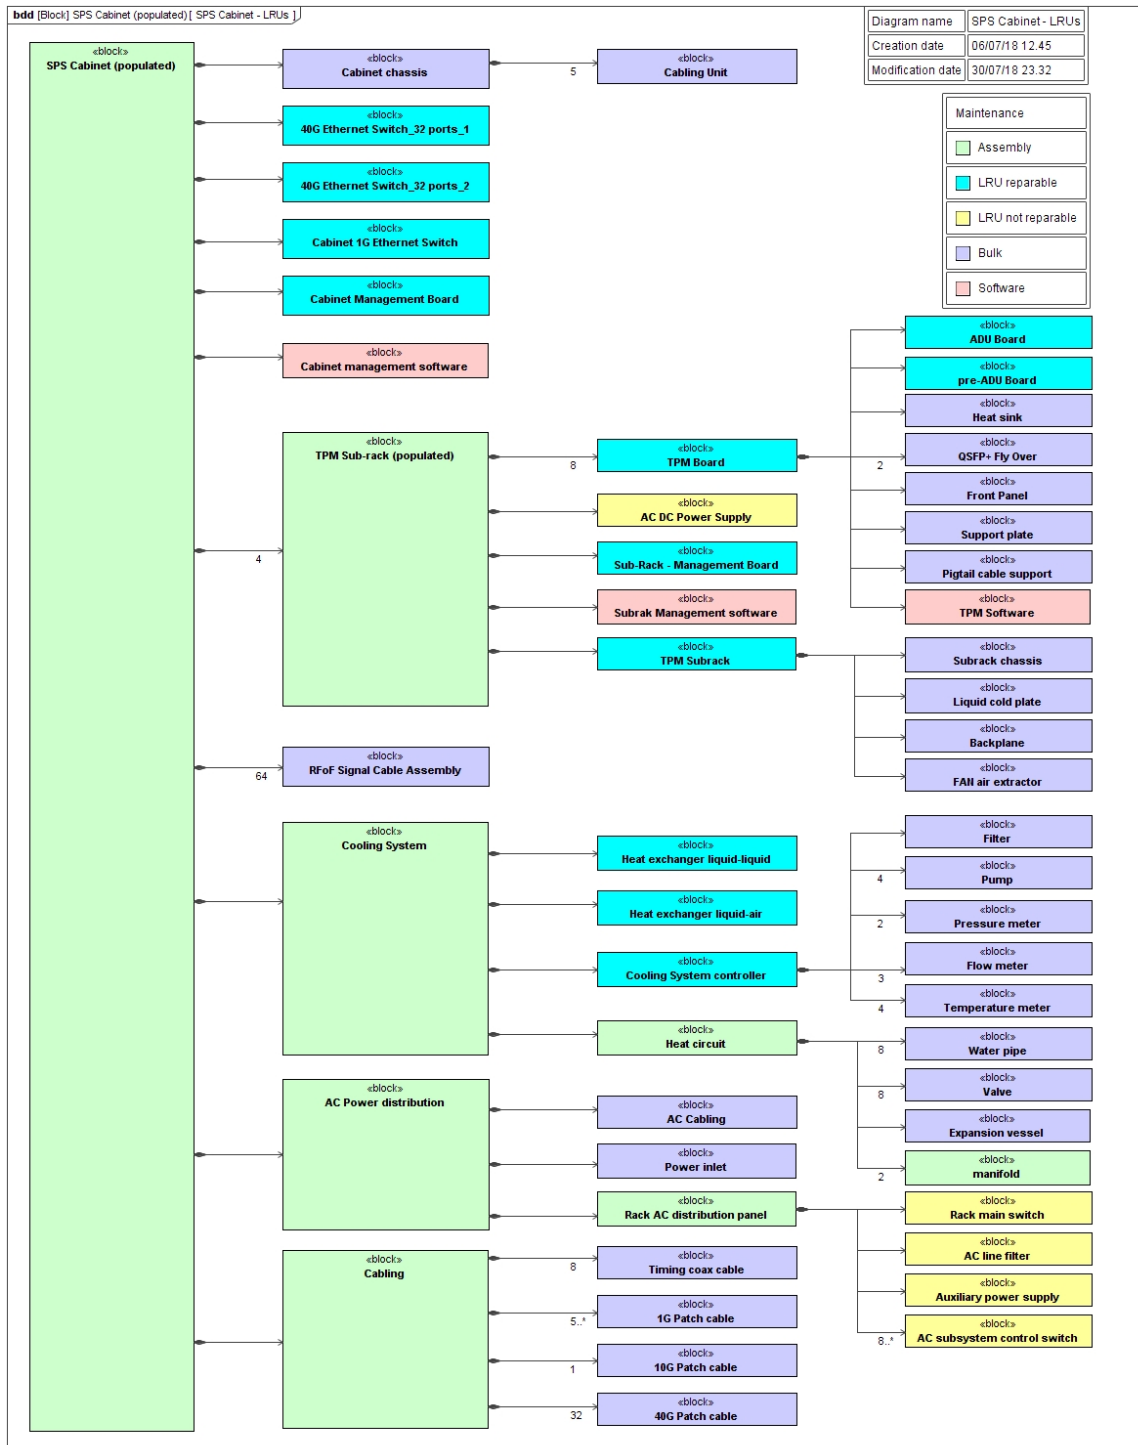 bdd [Block] SPS Cabinet (populated) [ SPS Cabinet - LRUs ]
Diagram name SPS Cabinet - LRUs
Creation date 06/07/18 12.45
Modification date 30/07/18 23.32
Maintenance
Assembly
LRU reparable
LRU not reparable
Bulk
Software
«block»
SPS Cabinet (populated)
«block»
Cabinet chassis
5
«block»
Cabling Unit
«block»
40G Ethernet Switch_32 ports_1
«block»
40G Ethernet Switch_32 ports_2
«block»
Cabinet 1G Ethernet Switch
«block»
Cabinet Management Board
«block»
Cabinet management software
4
«block»
TPM Sub-rack (populated)
8
«block»
TPM Board
«block»
ADU Board
«block»
pre-ADU Board
«block»
Heat sink
2
«block»
QSFP+ Fly Over
«block»
Front Panel
«block»
Support plate
«block»
Pigtail cable support
«block»
TPM Software
«block»
AC DC Power Supply
«block»
Sub-Rack - Management Board
«block»
Subrak Management software
«block»
TPM Subrack
«block»
Subrack chassis
«block»
Liquid cold plate
«block»
Backplane
«block»
FAN air extractor
64
«block»
RFoF Signal Cable Assembly
«block»
Cooling System
«block»
Heat exchanger liquid-liquid
«block»
Heat exchanger liquid-air
«block»
Cooling System controller
«block»
Filter
4
«block»
Pump
2
«block»
Pressure meter
3
«block»
Flow meter
4
«block»
Temperature meter
«block»
Heat circuit
8
«block»
Water pipe
8
«block»
Valve
«block»
Expansion vessel
2
«block»
manifold
«block»
AC Power distribution
«block»
AC Cabling
«block»
Power inlet
«block»
Rack AC distribution panel
«block»
Rack main switch
«block»
AC line filter
«block»
Auxiliary power supply
8..*
«block»
AC subsystem control switch
«block»
Cabling
8
«block»
Timing coax cable
5..*
«block»
1G Patch cable
1
«block»
10G Patch cable
32
«block»
40G Patch cable